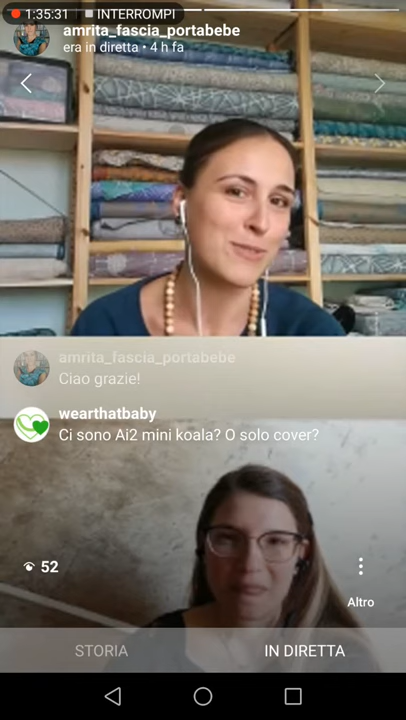 1:35:31 INTERROMPI
amrita_fascia_portabebe
era in diretta • 4 h fa
amrita_fascia_portabebe
Ciao grazie!
wearthatbaby
Ci sono Ai2 mini koala? O solo cover?
52
Altro
STORIA IN DIRETTA